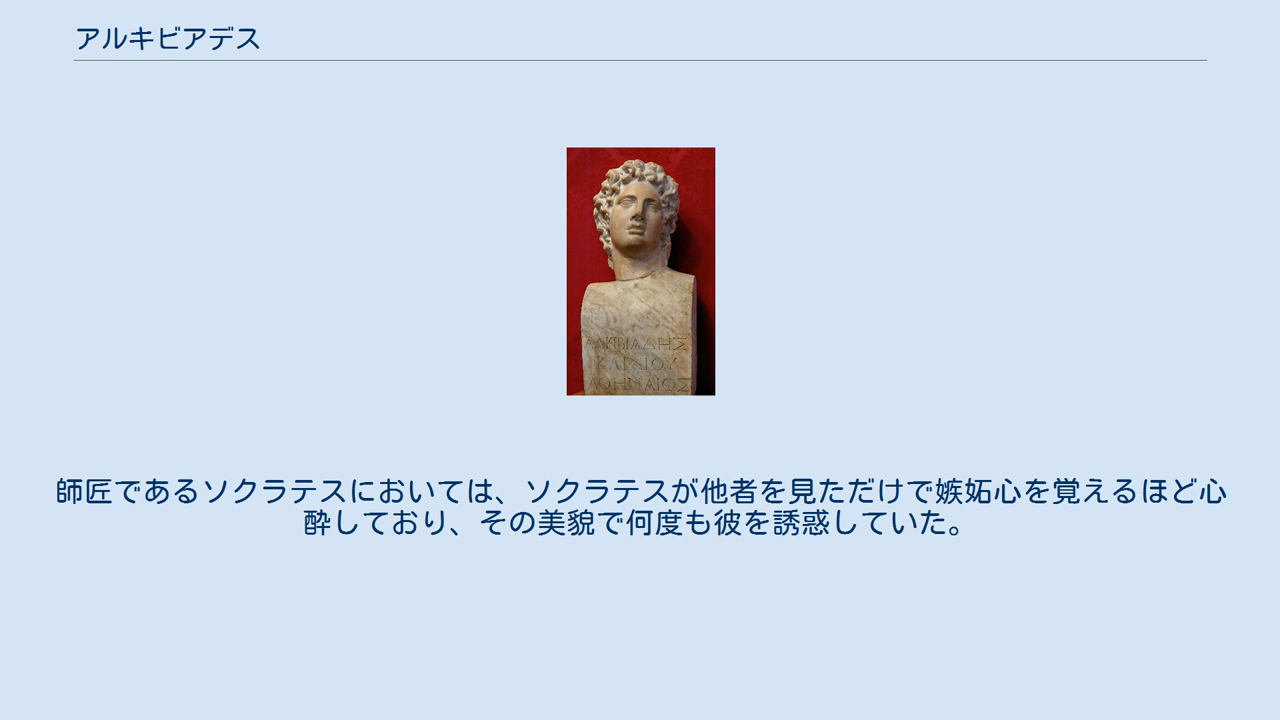 アルキビアデス
ΑΛΚΙΒΙΑΔΗΣ
ΚΛΙΝΙΟΥ
ΑΘΗΝΑΙΟΣ
師匠であるソクラテスにおいては、ソクラテスが他者を見ただけで嫉妬心を覚えるほど心
酔しており、その美貌で何度も彼を誘惑していた。